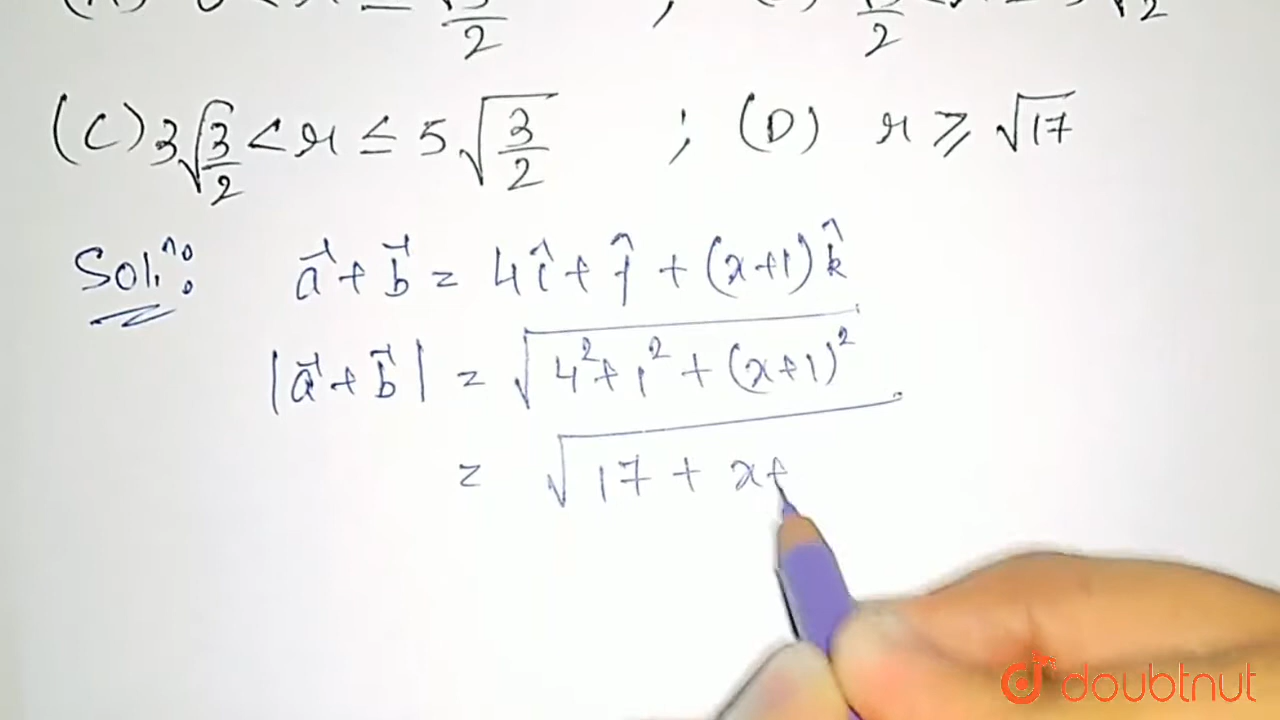 (C) 3√3/2 < r ≤ 5√(3/2) ; (D) r ≥ √17
Sol.ⁿ: a⃗ + b⃗ = 4î + ĵ + (x+1)k̂
|a⃗ + b⃗| = √(4² + 1² + (x+1)²)
= √(17 + x+
doubtnut